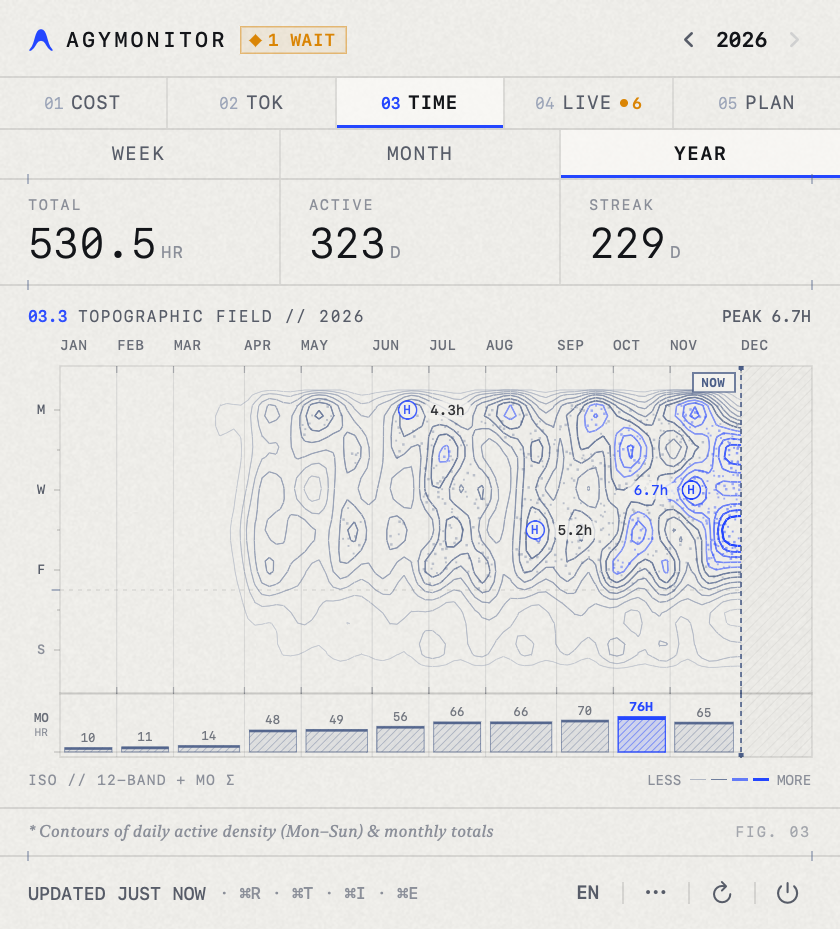 AGYMONITOR ◆ 1 WAIT < 2026 >
01 COST 02 TOK 03 TIME 04 LIVE ●6 05 PLAN
WEEK MONTH YEAR
TOTAL ACTIVE STREAK
530.5 HR 323 D 229 D
03.3 TOPOGRAPHIC FIELD // 2026 PEAK 6.7H
JAN FEB MAR APR MAY JUN JUL AUG SEP OCT NOV DEC
NOW
M H 4.3h
W 6.7h H
H 5.2h
F
S
MO
HR
10 11 14 48 49 56 66 66 70 76H 65
ISO // 12-BAND + MO Σ LESS MORE
* Contours of daily active density (Mon–Sun) & monthly totals FIG. 03
UPDATED JUST NOW · ⌘R · ⌘T · ⌘I · ⌘E EN •••